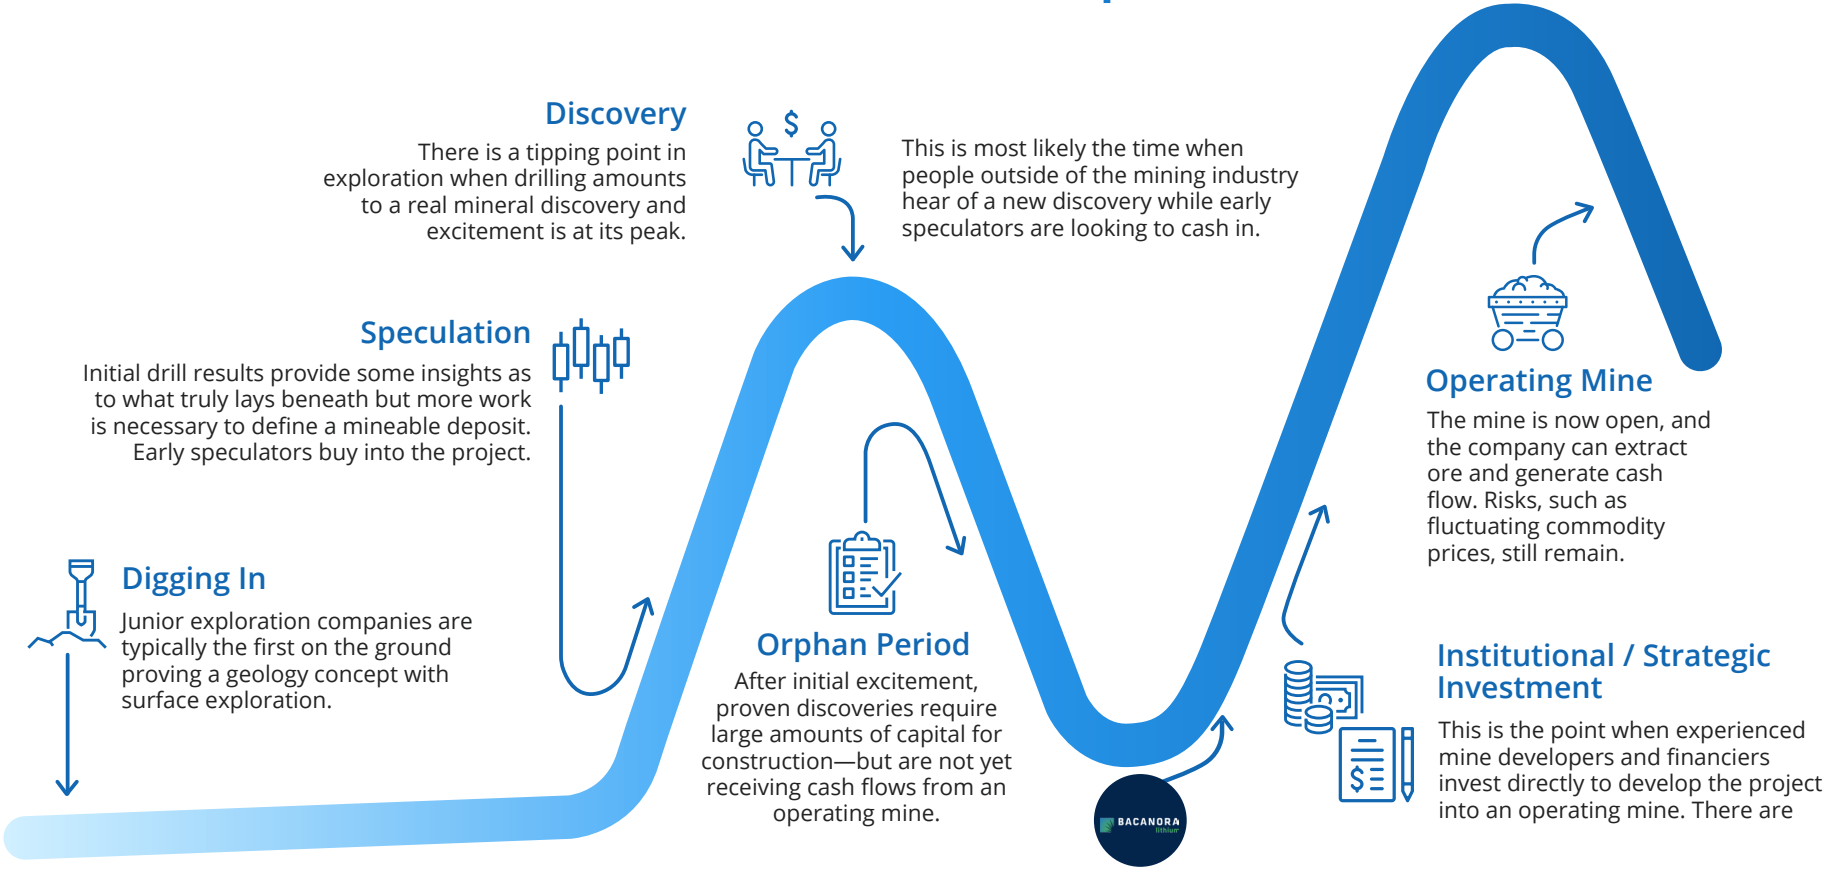 Discovery
There is a tipping point in
exploration when drilling amounts
to a real mineral discovery and
excitement is at its peak.
$
This is most likely the time when
people outside of the mining industry
hear of a new discovery while early
speculators are looking to cash in.
Speculation
Initial drill results provide some insights as
to what truly lays beneath but more work
is necessary to define a mineable deposit.
Early speculators buy into the project.
Digging In
Junior exploration companies are
typically the first on the ground
proving a geology concept with
surface exploration.
Orphan Period
After initial excitement,
proven discoveries require
large amounts of capital for
construction—but are not yet
receiving cash flows from an
operating mine.
BACANORA
lithium
Operating Mine
The mine is now open, and
the company can extract
ore and generate cash
flow. Risks, such as
fluctuating commodity
prices, still remain.
$
Institutional / Strategic
Investment
This is the point when experienced
mine developers and financiers
invest directly to develop the project
into an operating mine. There are